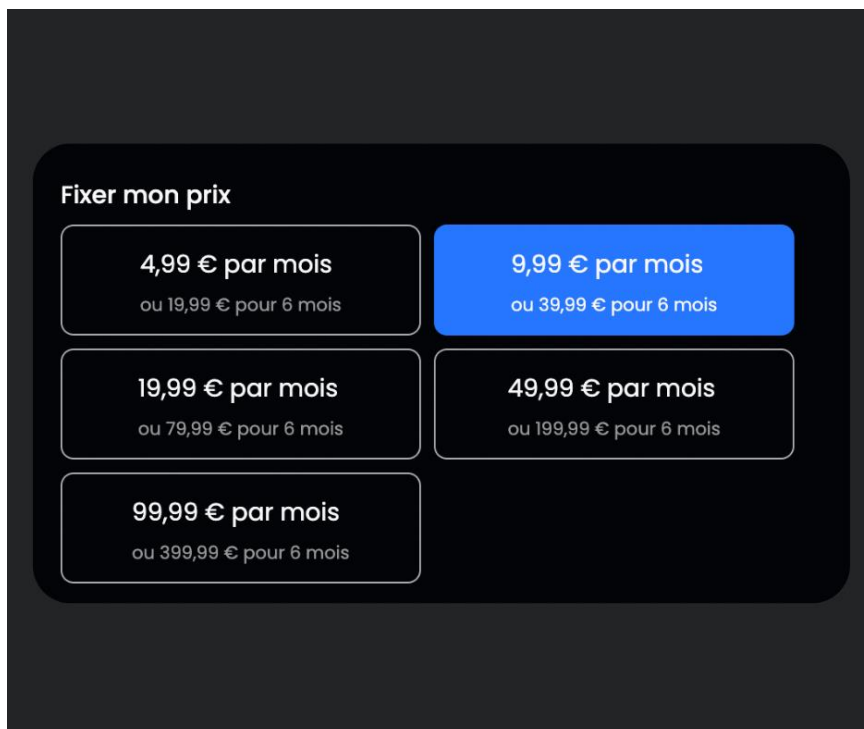 Fixer mon prix
4,99 € par mois
ou 19,99 € pour 6 mois
9,99 € par mois
ou 39,99 € pour 6 mois
19,99 € par mois
ou 79,99 € pour 6 mois
49,99 € par mois
ou 199,99 € pour 6 mois
99,99 € par mois
ou 399,99 € pour 6 mois